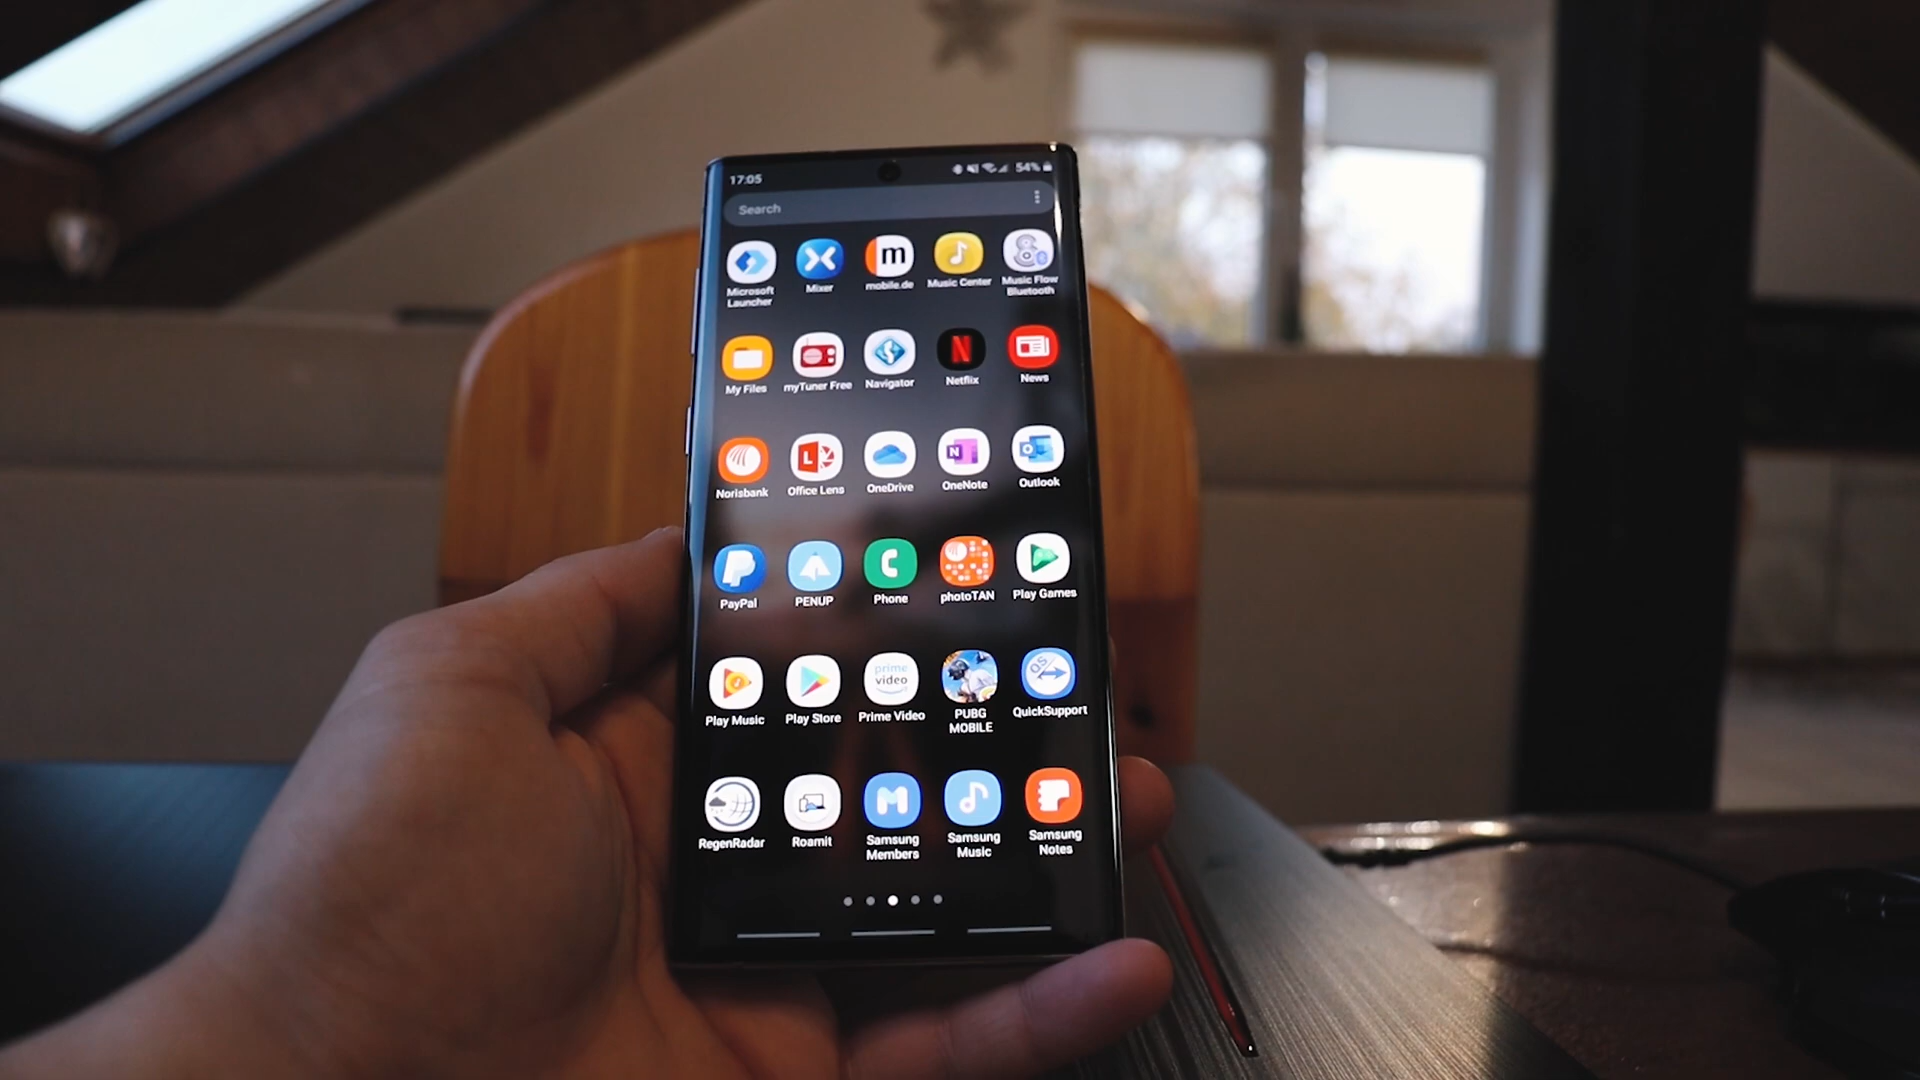 17:05 54%
Search
m
Microsoft Launcher
Mixer
mobile.de
Music Center
Music Flow Bluetooth
N
My Files
myTuner Free
Navigator
Netflix
News
L
N
O
Norisbank
Office Lens
OneDrive
OneNote
Outlook
P
PayPal
PENUP
Phone
photoTAN
Play Games
prime video
QS
Play Music
Play Store
Prime Video
PUBG MOBILE
QuickSupport
RegenRadar
Roamit
Samsung Members
Samsung Music
Samsung Notes